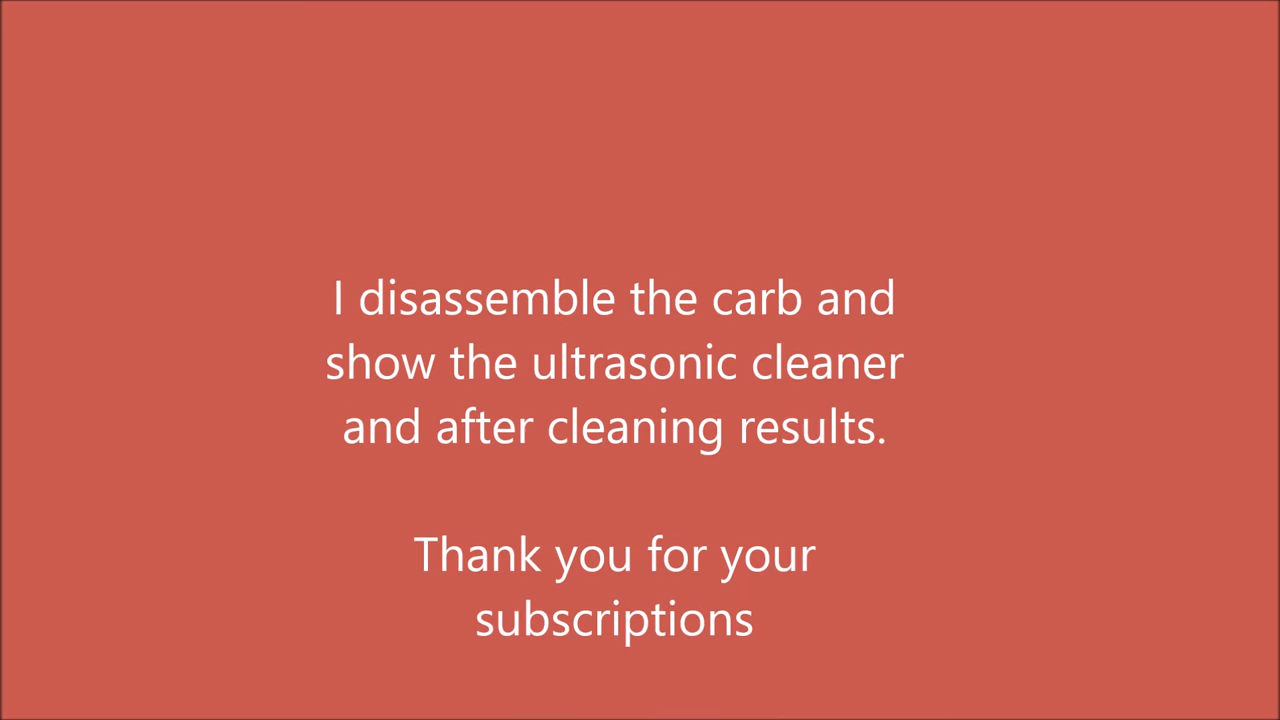 I disassemble the carb and
show the ultrasonic cleaner
and after cleaning results.
Thank you for your
subscriptions